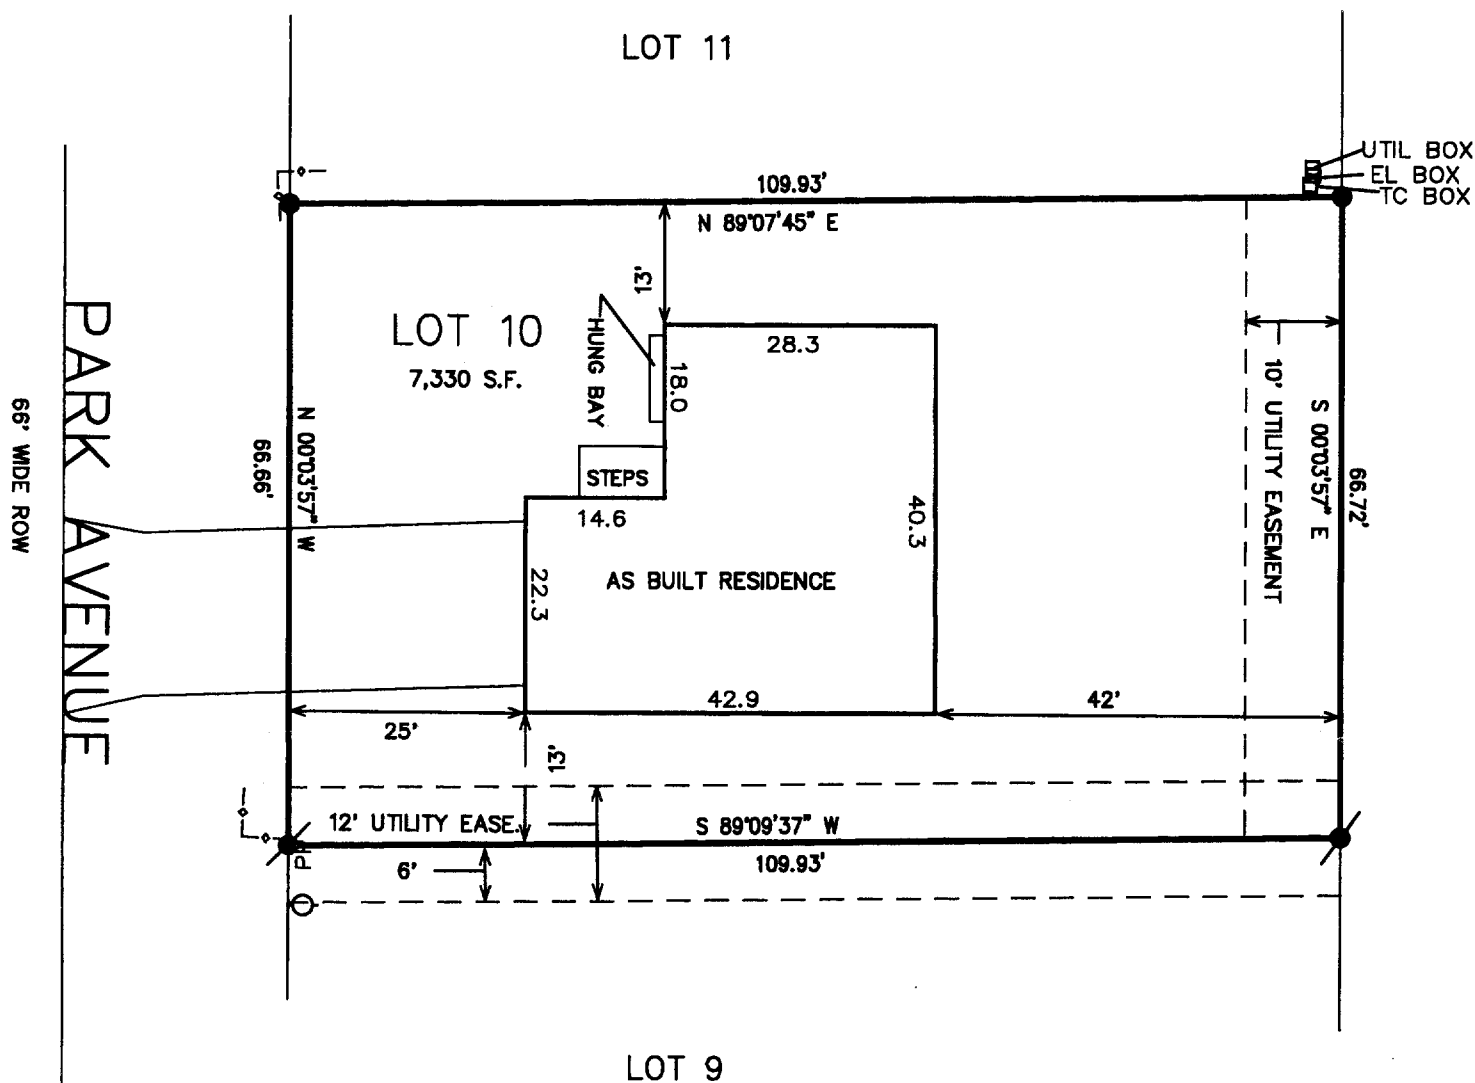 LOT 11
UTIL BOX
EL BOX
TC BOX
109.93'
N 89°07'45" E
13'
LOT 10
7,330 S.F.
HUNG BAY
28.3
18.0
10' UTILITY EASEMENT
S 00°03'57" E
66.72'
PARK AVENUE
66' WIDE ROW
N 00°03'57" W
66.66'
STEPS
14.6
40.3
22.3
AS BUILT RESIDENCE
42.9
42'
25'
13'
12' UTILITY EASE.
S 89°09'37" W
109.93'
6'
LOT 9